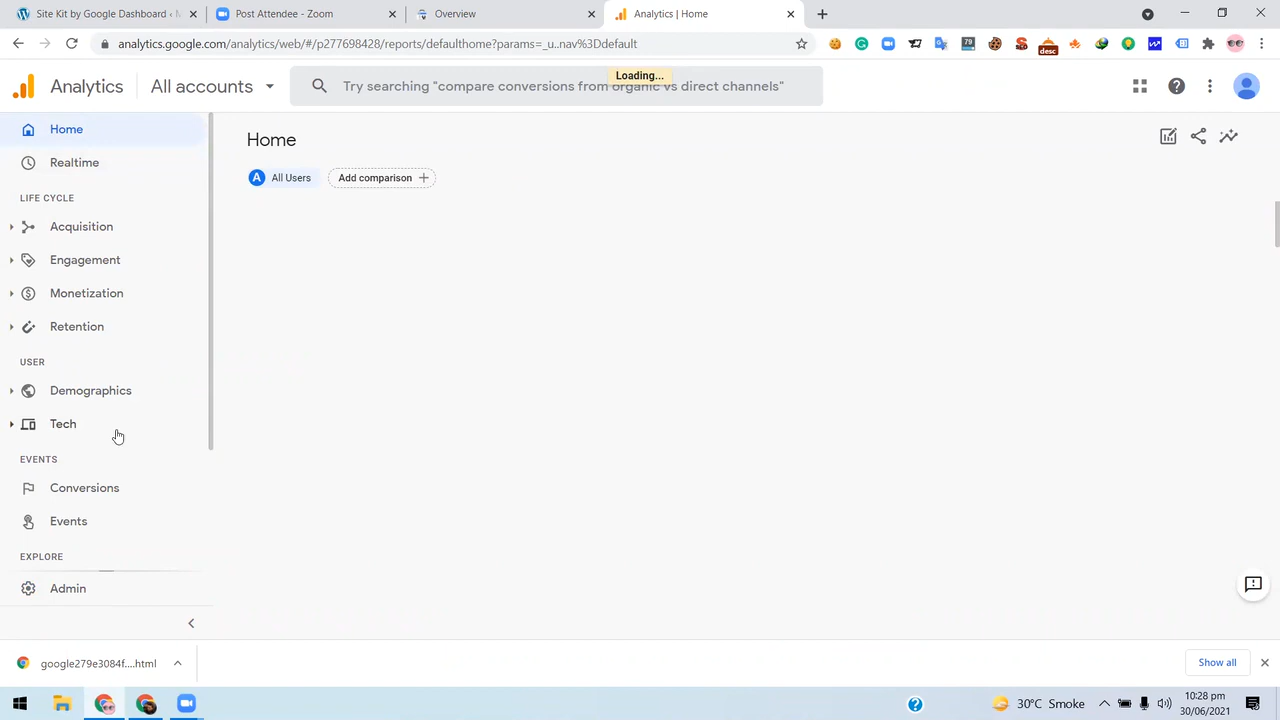 Site Kit by Google Dashboard ‹
Post Attendee - Zoom
Overview
Analytics | Home
analytics.google.com/analytics/web/#/p277652428/reports/defaulthome?params=_u..nav%3Ddefault
79
desc
Analytics
All accounts
Try searching "compare conversions from organic vs direct channels"
Loading...
Home
Realtime
LIFE CYCLE
Acquisition
Engagement
Monetization
Retention
USER
Demographics
Tech
EVENTS
Conversions
Events
EXPLORE
Admin
Home
A All Users
Add comparison +
google279e3084f....html
Show all
30°C Smoke
10:28 pm
30/06/2021